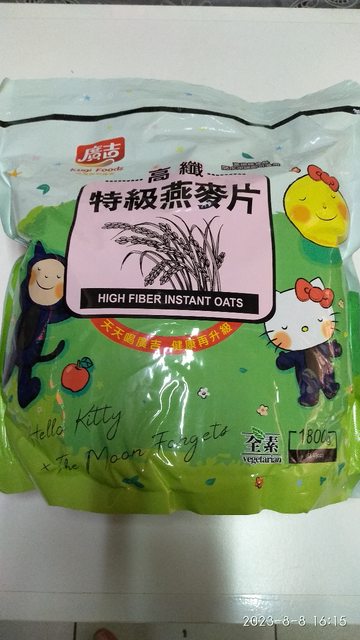 廣吉
Kugi Foods
高纖
特級燕麥片
HIGH FIBER INSTANT OATS
天天喝廣吉 健康再升級
Hello Kitty
x The Moon Forgets
全素
vegetarian
1800g
2023-8-8 16:15